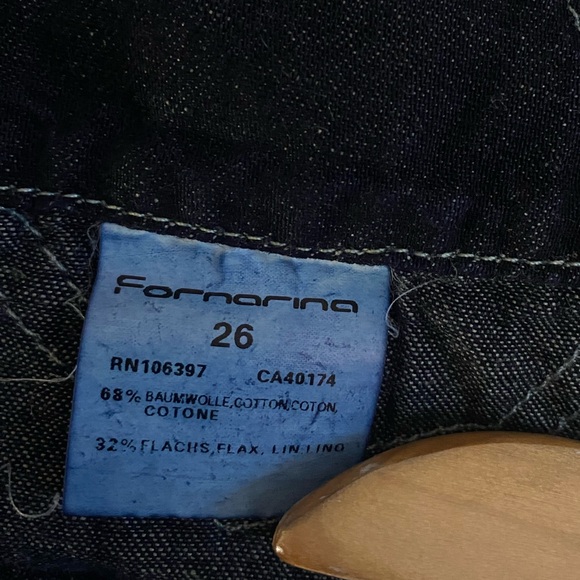 Fornarina
26
RN106397 CA40174
68% BAUMWOLLE,COTTON,COTON,
COTONE
32% FLACHS,FLAX, LIN LINO